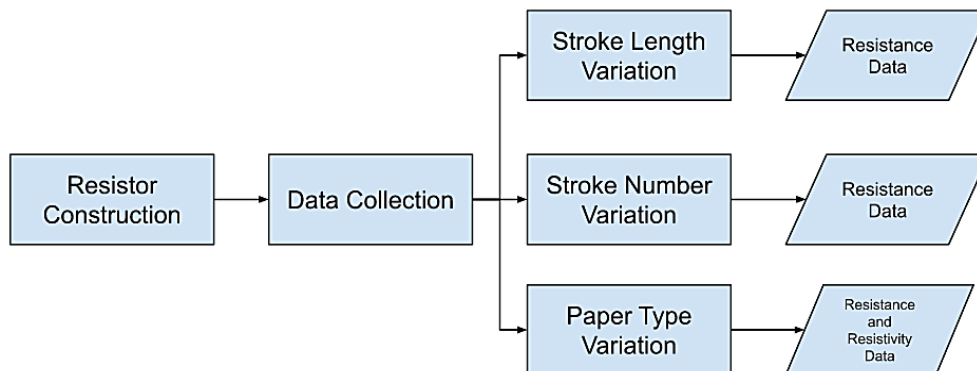 Resistor
Construction
Data Collection
Stroke Length
Variation
Resistance
Data
Stroke Number
Variation
Resistance
Data
Paper Type
Variation
Resistance
and
Resistivity
Data